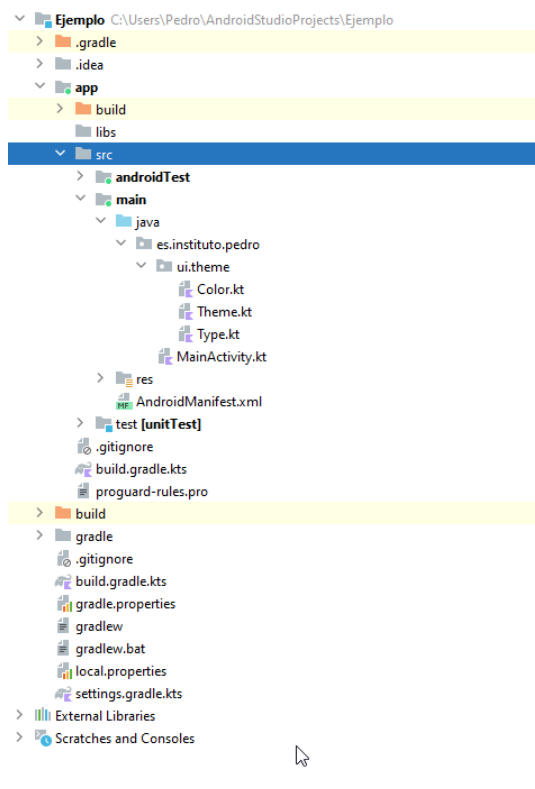 Ejemplo C:\Users\Pedro\AndroidStudioProjects\Ejemplo
.gradle
.idea
app
build
libs
src
androidTest
main
java
es.instituto.pedro
ui.theme
Color.kt
Theme.kt
Type.kt
MainActivity.kt
res
MF AndroidManifest.xml
test [unitTest]
.gitignore
build.gradle.kts
proguard-rules.pro
build
gradle
.gitignore
build.gradle.kts
gradle.properties
gradlew
gradlew.bat
local.properties
settings.gradle.kts
External Libraries
Scratches and Consoles